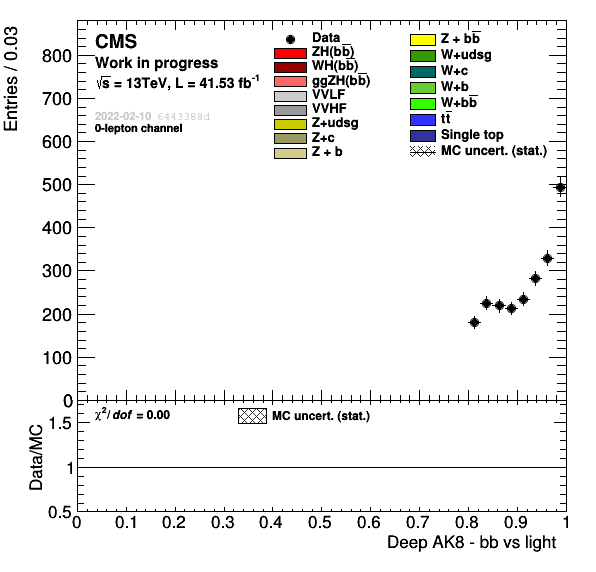 Entries / 0.03
CMS
Work in progress
√s = 13TeV, L = 41.53 fb⁻¹
2022-02-10 6443388d
0-lepton channel
Data
ZH(bb̅)
WH(bb̅)
ggZH(bb̅)
VVLF
VVHF
Z+udsg
Z+c
Z + b
Z + bb̅
W+udsg
W+c
W+b
W+bb̅
tt̅
Single top
MC uncert. (stat.)
800
700
600
500
400
300
200
100
0
Data/MC
χ²/dof = 0.00
MC uncert. (stat.)
1.5
1
0.5
0 0.1 0.2 0.3 0.4 0.5 0.6 0.7 0.8 0.9 1
Deep AK8 - bb vs light